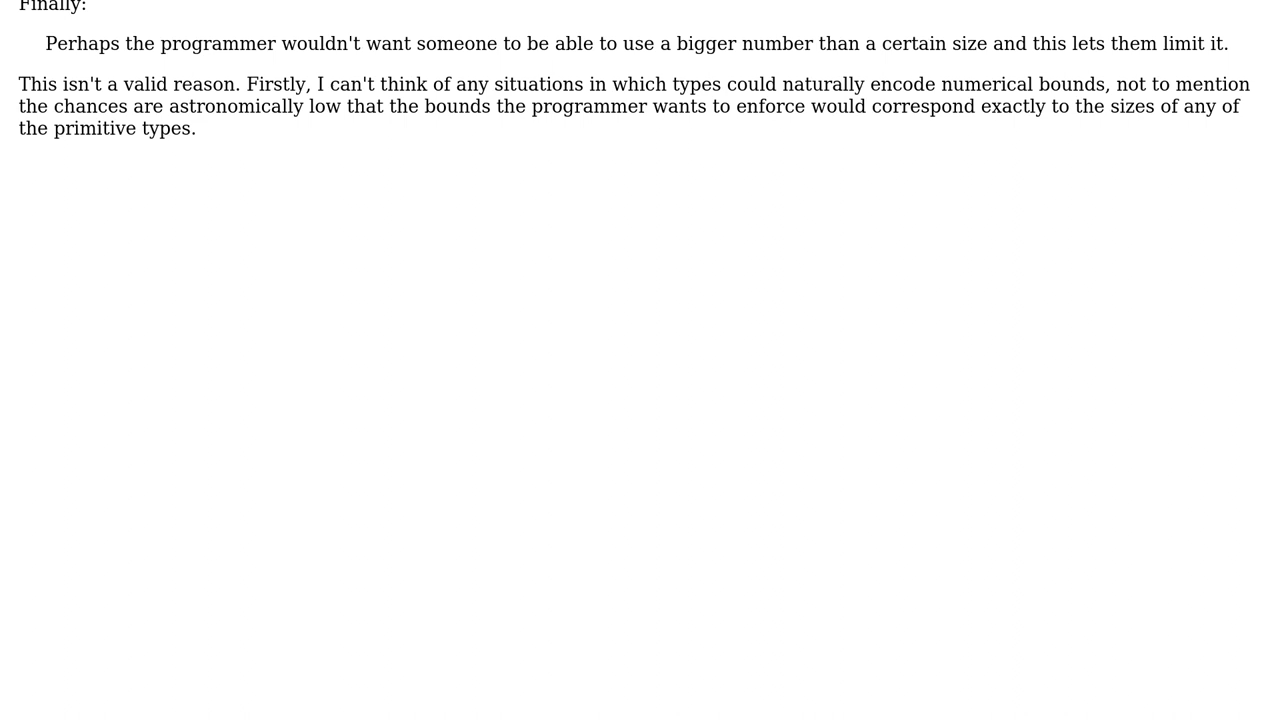 Finally:
Perhaps the programmer wouldn't want someone to be able to use a bigger number than a certain size and this lets them limit it.
This isn't a valid reason. Firstly, I can't think of any situations in which types could naturally encode numerical bounds, not to mention
the chances are astronomically low that the bounds the programmer wants to enforce would correspond exactly to the sizes of any of
the primitive types.